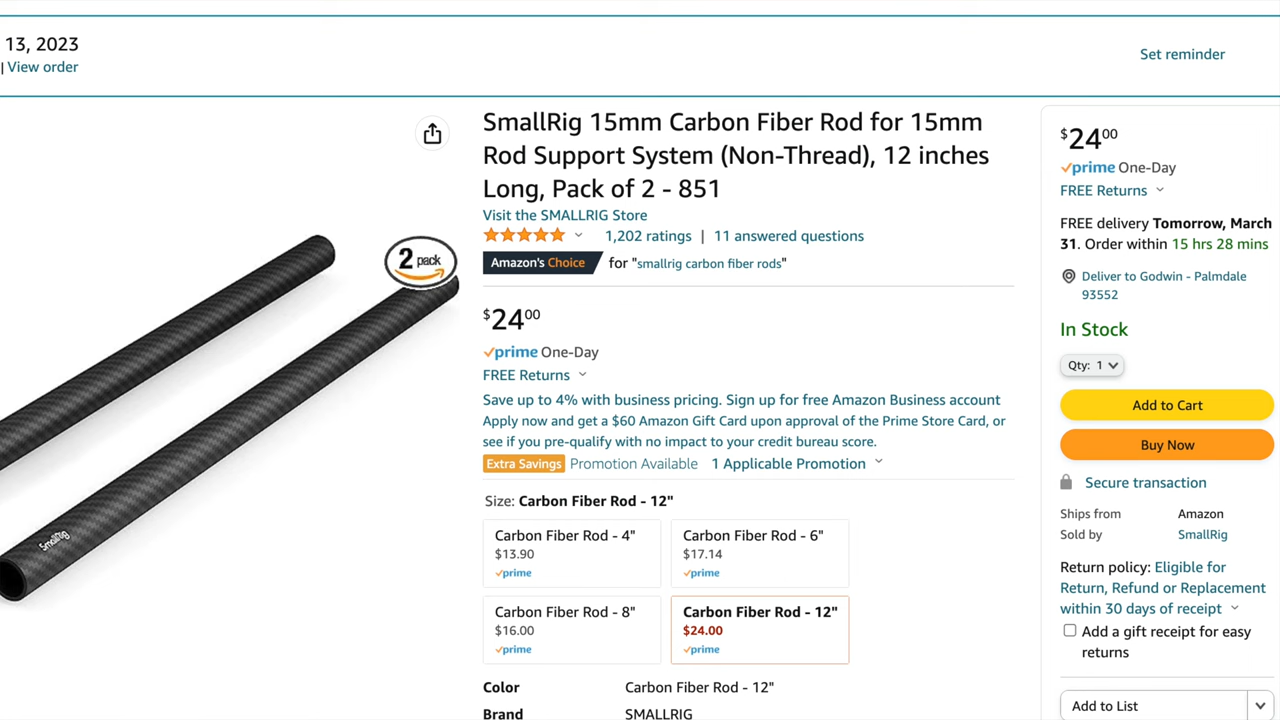 13, 2023
| View order
Set reminder
SmallRig 15mm Carbon Fiber Rod for 15mm
Rod Support System (Non-Thread), 12 inches
Long, Pack of 2 - 851
Visit the SMALLRIG Store
1,202 ratings | 11 answered questions
Amazon's Choice for "smallrig carbon fiber rods"
2 pack
SmallRig
$2400
prime One-Day
FREE Returns
Save up to 4% with business pricing. Sign up for free Amazon Business account
Apply now and get a $60 Amazon Gift Card upon approval of the Prime Store Card, or
see if you pre-qualify with no impact to your credit bureau score.
Extra Savings Promotion Available 1 Applicable Promotion
Size: Carbon Fiber Rod - 12"
Carbon Fiber Rod - 4"
$13.90
prime
Carbon Fiber Rod - 6"
$17.14
prime
Carbon Fiber Rod - 8"
$16.00
prime
Carbon Fiber Rod - 12"
$24.00
prime
Color Carbon Fiber Rod - 12"
Brand SMALLRIG
$2400
prime One-Day
FREE Returns
FREE delivery Tomorrow, March
31. Order within 15 hrs 28 mins
Deliver to Godwin - Palmdale
93552
In Stock
Qty: 1
Add to Cart
Buy Now
Secure transaction
Ships from Amazon
Sold by SmallRig
Return policy: Eligible for
Return, Refund or Replacement
within 30 days of receipt
Add a gift receipt for easy
returns
Add to List